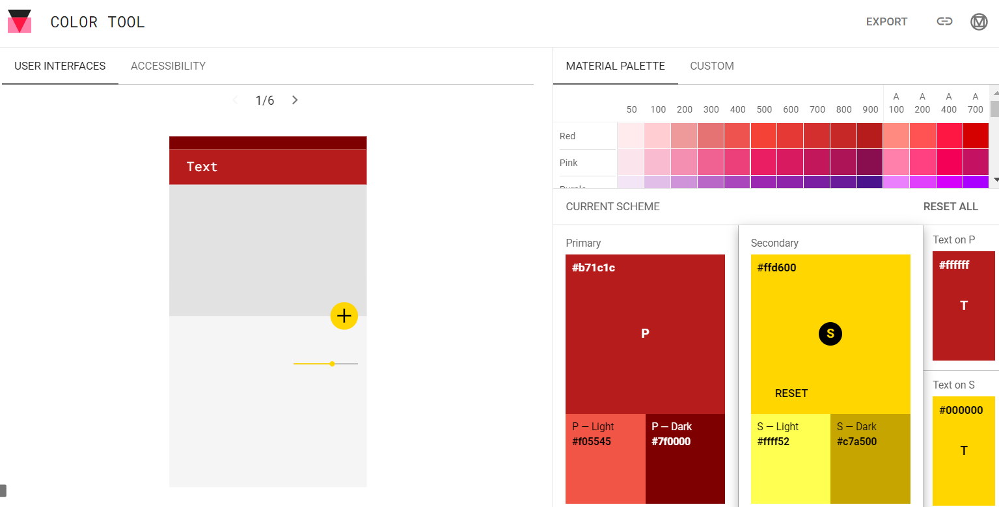 COLOR TOOL
EXPORT
USER INTERFACES
ACCESSIBILITY
1/6
Text
MATERIAL PALETTE
CUSTOM
50 100 200 300 400 500 600 700 800 900 A 100 A 200 A 400 A 700
Red
Pink
Purple
CURRENT SCHEME
RESET ALL
Primary
#b71c1c
P
P — Light
#f05545
P — Dark
#7f0000
Secondary
#ffd600
S
RESET
S — Light
#ffff52
S — Dark
#c7a500
Text on P
#ffffff
T
Text on S
#000000
T